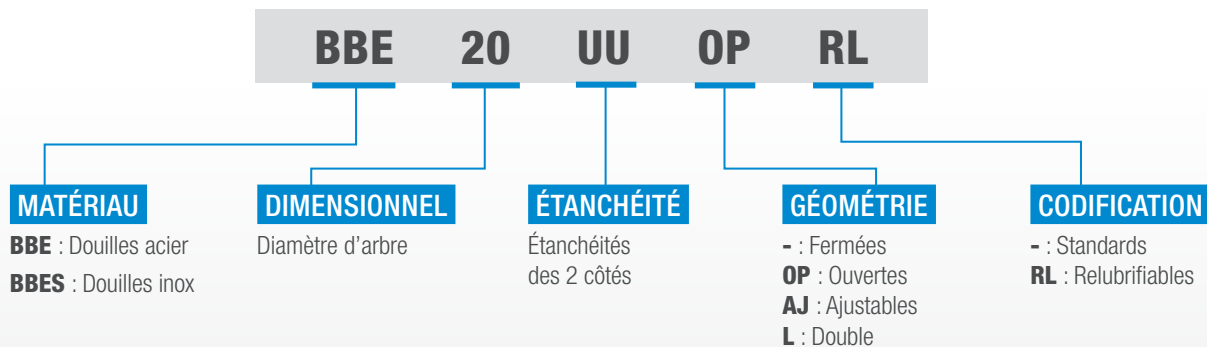 BBE 20 UU OP RL
MATÉRIAU
BBE : Douilles acier
BBES : Douilles inox
DIMENSIONNEL
Diamètre d'arbre
ÉTANCHÉITÉ
Étanchéités
des 2 côtés
GÉOMÉTRIE
- : Fermées
OP : Ouvertes
AJ : Ajustables
L : Double
CODIFICATION
- : Standards
RL : Relubrifiables